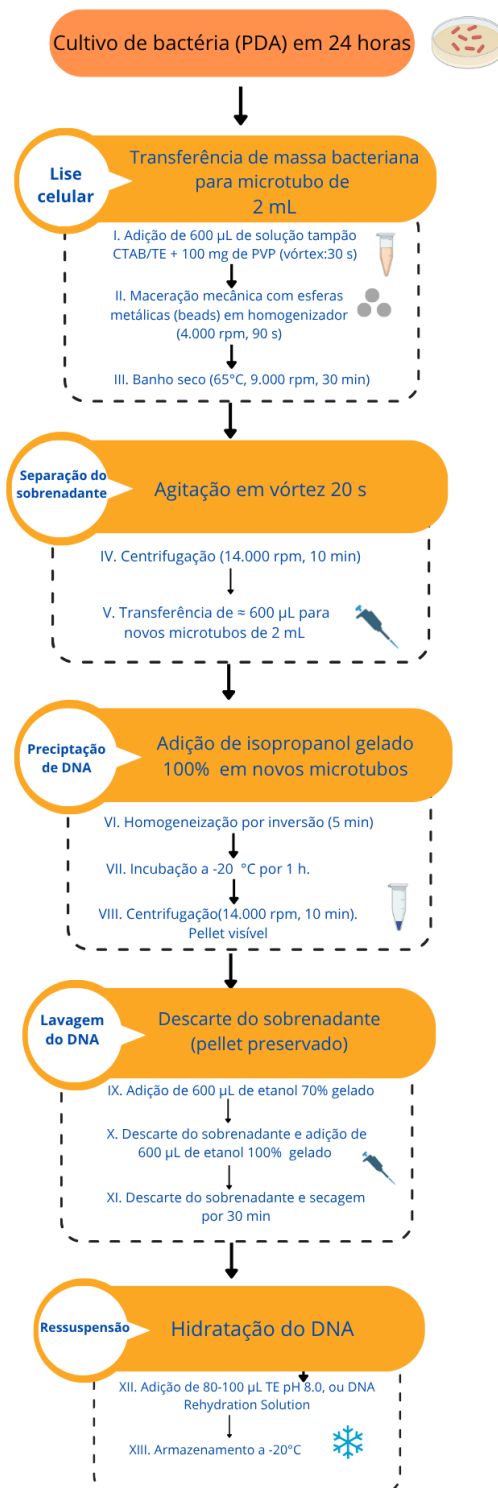 Cultivo de bactéria (PDA) em 24 horas
Lise
celular
Transferência de massa bacteriana
para microtubo de
2 mL
I. Adição de 600 µL de solução tampão
CTAB/TE + 100 mg de PVP (vórtex:30 s)
II. Maceração mecânica com esferas
metálicas (beads) em homogenizador
(4.000 rpm, 90 s)
III. Banho seco (65°C, 9.000 rpm, 30 min)
Separação do
sobrenadante
Agitação em vórtez 20 s
IV. Centrifugação (14.000 rpm, 10 min)
V. Transferência de ≈ 600 µL para
novos microtubos de 2 mL
Preciptação
de DNA
Adição de isopropanol gelado
100% em novos microtubos
VI. Homogeneização por inversão (5 min)
VII. Incubação a -20 °C por 1 h.
VIII. Centrifugação(14.000 rpm, 10 min).
Pellet visível
Lavagem
do DNA
Descarte do sobrenadante
(pellet preservado)
IX. Adição de 600 µL de etanol 70% gelado
X. Descarte do sobrenadante e adição de
600 µL de etanol 100% gelado
XI. Descarte do sobrenadante e secagem
por 30 min
Ressuspensão
Hidratação do DNA
XII. Adição de 80-100 µL TE pH 8.0, ou DNA
Rehydration Solution
XIII. Armazenamento a -20°C